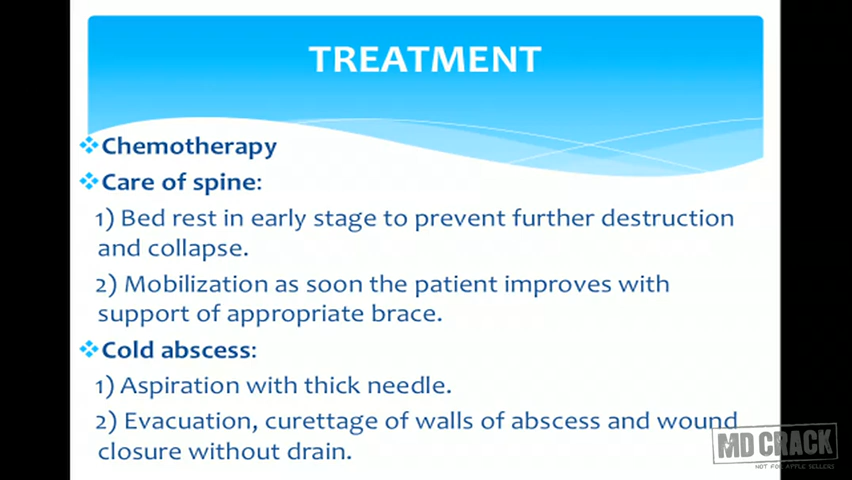 TREATMENT
Chemotherapy
Care of spine:
1) Bed rest in early stage to prevent further destruction
and collapse.
2) Mobilization as soon the patient improves with
support of appropriate brace.
Cold abscess:
1) Aspiration with thick needle.
2) Evacuation, curettage of walls of abscess and wound
closure without drain.
MD CRACK
NOT FOR APPLE SELLERS